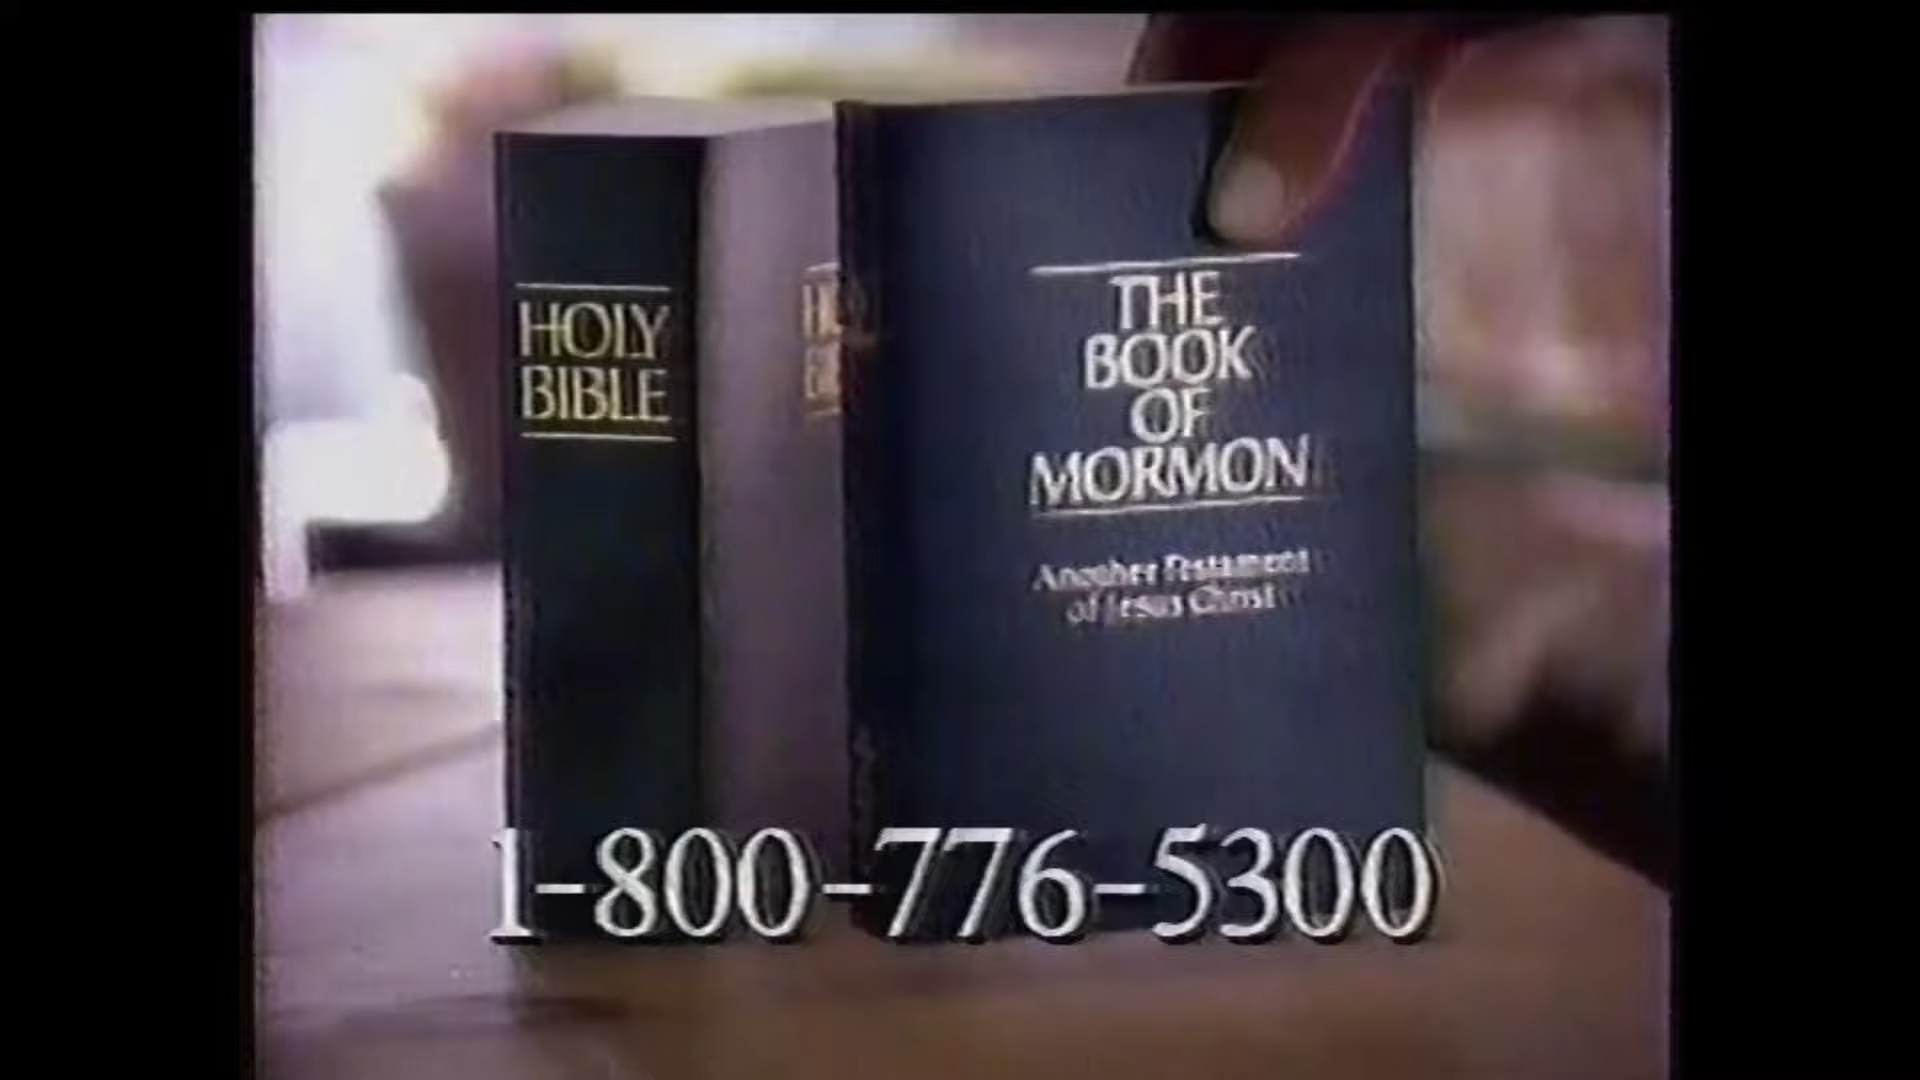 HOLY
BIBLE
THE
BOOK
OF
MORMON
Another Testament
of Jesus Christ
1-800-776-5300